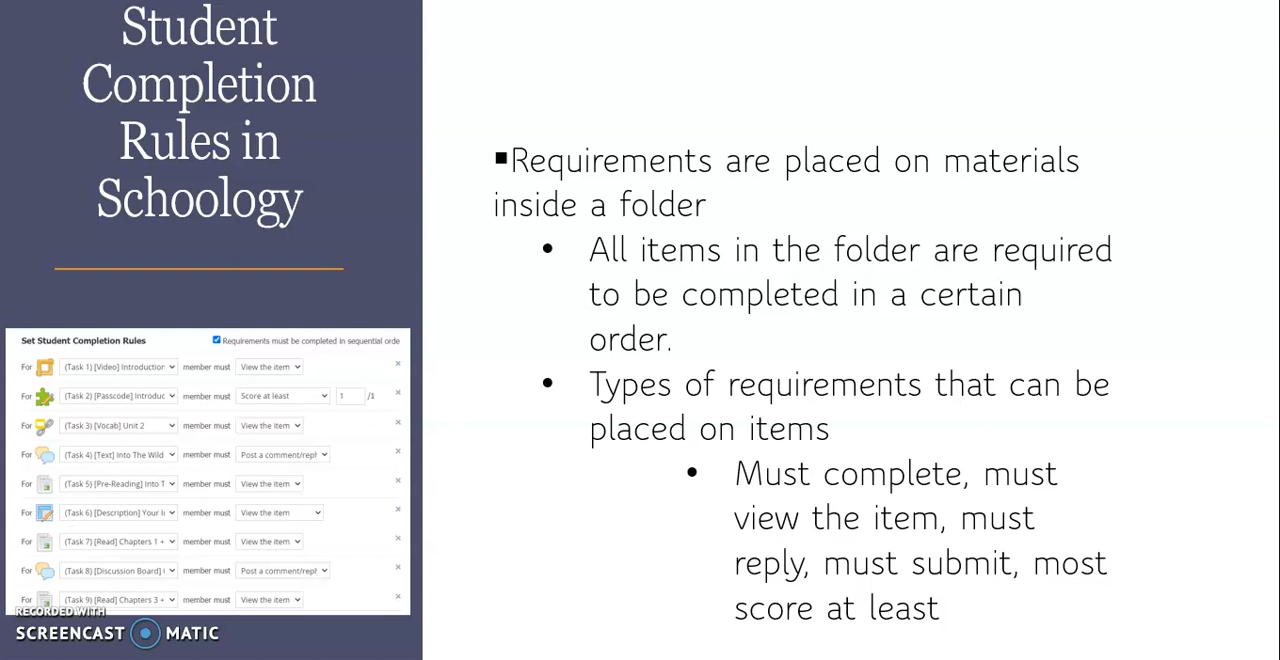 Student
Completion
Rules in
Schoology
▪Requirements are placed on materials
inside a folder
• All items in the folder are required
to be completed in a certain
order.
• Types of requirements that can be
placed on items
• Must complete, must
view the item, must
reply, must submit, most
score at least
Set Student Completion Rules Requirements must be completed in sequential orde
For (Task 1) [Video] Introduction member must View the item ×
For (Task 2) [Passcode] Introduc member must Score at least 1 /1 ×
For (Task 3) [Vocab] Unit 2 member must View the item ×
For (Task 4) [Text] Into The Wild member must Post a comment/repl ×
For (Task 5) [Pre-Reading] Into T member must View the item ×
For (Task 6) [Description] Your I member must View the item ×
For (Task 7) [Read] Chapters 1 + member must View the item ×
For (Task 8) [Discussion Board] member must Post a comment/repl ×
For (Task 9) [Read] Chapters 3 + member must View the item ×
RECORDED WITH
SCREENCAST MATIC